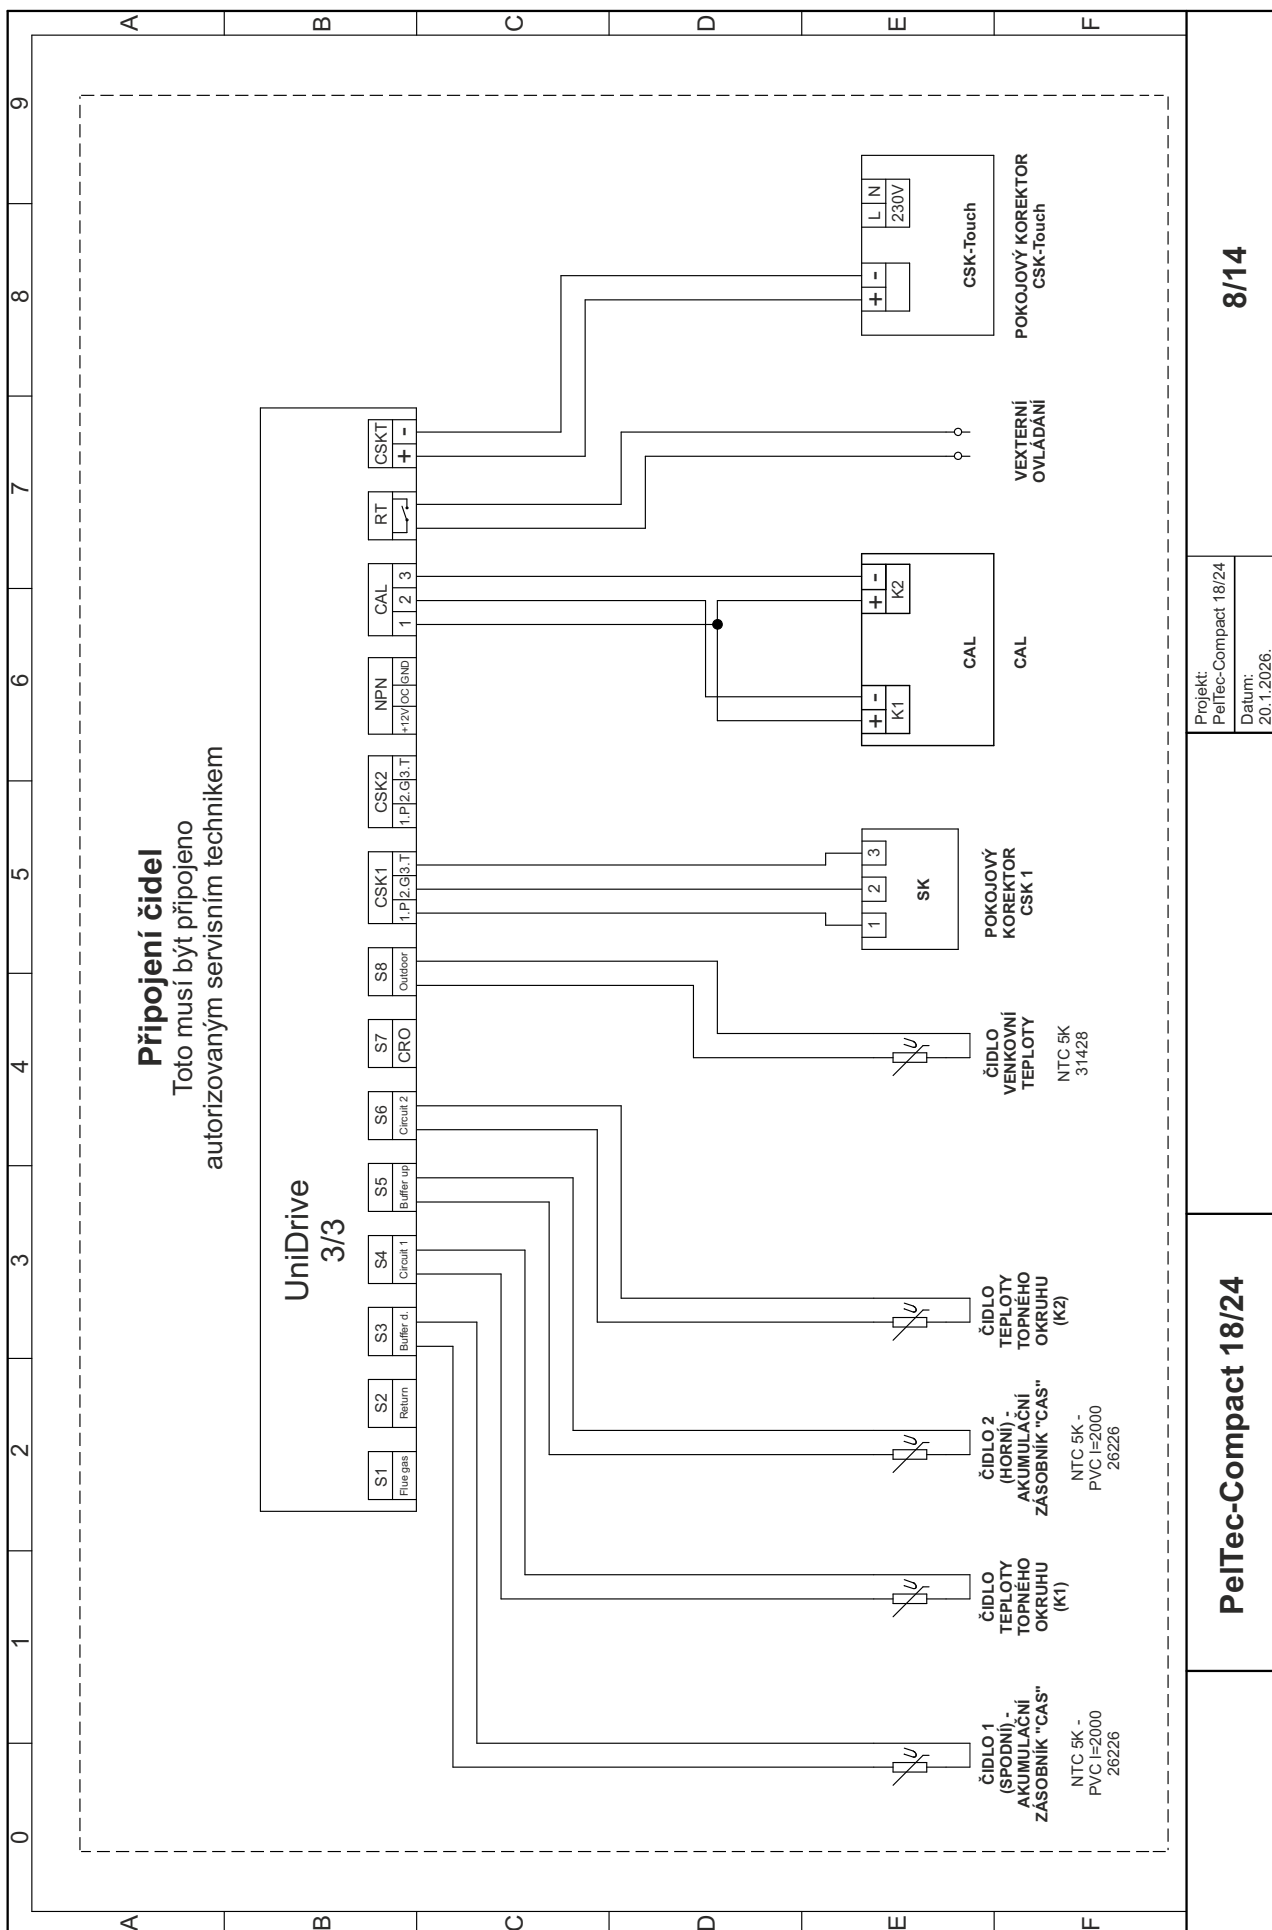 0 1 2 3 4 5 6 7 8 9
A A
B B
C C
D D
E E
F F
Připojení čidel
Toto musí být připojeno
autorizovaným servisním technikem
UniDrive
3/3
S1
Flue gas
S2
Return
S3
Buffer d.
S4
Circuit 1
S5
Buffer up
S6
Circuit 2
S7
CRO
S8
Outdoor
CSK1
1.P 2.G 3.T
CSK2
1.P 2.G 3.T
NPN
+12V OC GND
CAL
1 2 3
RT
CSKT
+ -
U
ČIDLO 1
(SPODNÍ) -
AKUMULAČNÍ
ZÁSOBNÍK "CAS"
NTC 5K -
PVC l=2000
26226
U
ČIDLO
TEPLOTY
TOPNÉHO
OKRUHU
(K1)
U
ČIDLO 2
(HORNÍ) -
AKUMULAČNÍ
ZÁSOBNÍK "CAS"
NTC 5K -
PVC l=2000
26226
U
ČIDLO
TEPLOTY
TOPNÉHO
OKRUHU
(K2)
U
ČIDLO
VENKOVNÍ
TEPLOTY
NTC 5K
31428
1 2 3
SK
POKOJOVÝ
KOREKTOR
CSK 1
+ -
K1
+ -
K2
CAL
CAL
VEXTERNÍ
OVLÁDÁNÍ
+ -
L N
230V
CSK-Touch
POKOJOVÝ KOREKTOR
CSK-Touch
PelTec-Compact 18/24
Projekt:
PelTec-Compact 18/24
Datum:
20.1.2026.
8/14